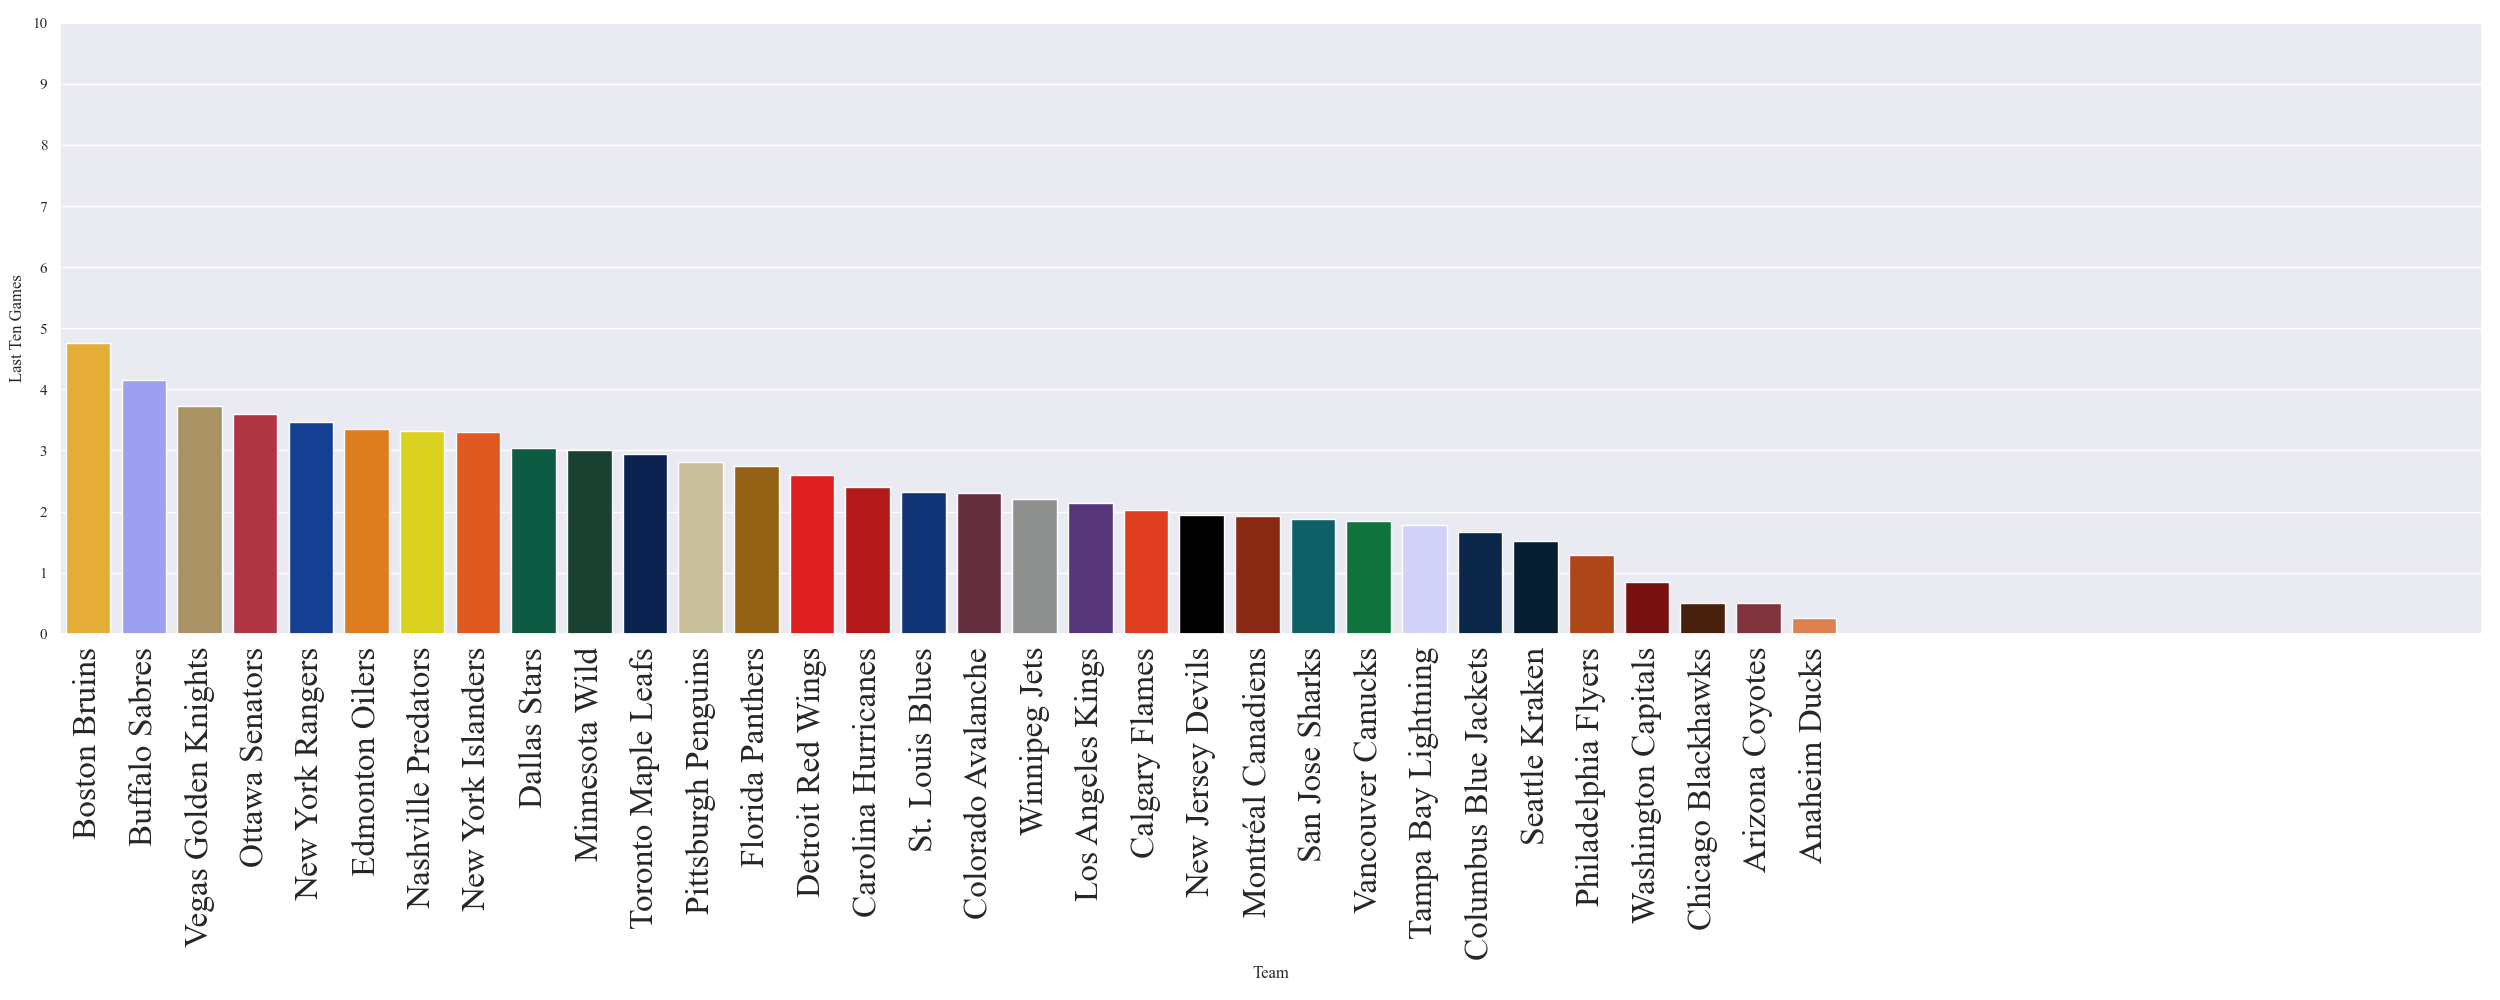 10
9
8
7
6
5
4
3
2
1
0
Last Ten Games
Boston Bruins
Buffalo Sabres
Vegas Golden Knights
Ottawa Senators
New York Rangers
Edmonton Oilers
Nashville Predators
New York Islanders
Dallas Stars
Minnesota Wild
Toronto Maple Leafs
Pittsburgh Penguins
Florida Panthers
Detroit Red Wings
Carolina Hurricanes
St. Louis Blues
Colorado Avalanche
Winnipeg Jets
Los Angeles Kings
Calgary Flames
New Jersey Devils
Montréal Canadiens
San Jose Sharks
Vancouver Canucks
Tampa Bay Lightning
Columbus Blue Jackets
Seattle Kraken
Philadelphia Flyers
Washington Capitals
Chicago Blackhawks
Arizona Coyotes
Anaheim Ducks
Team